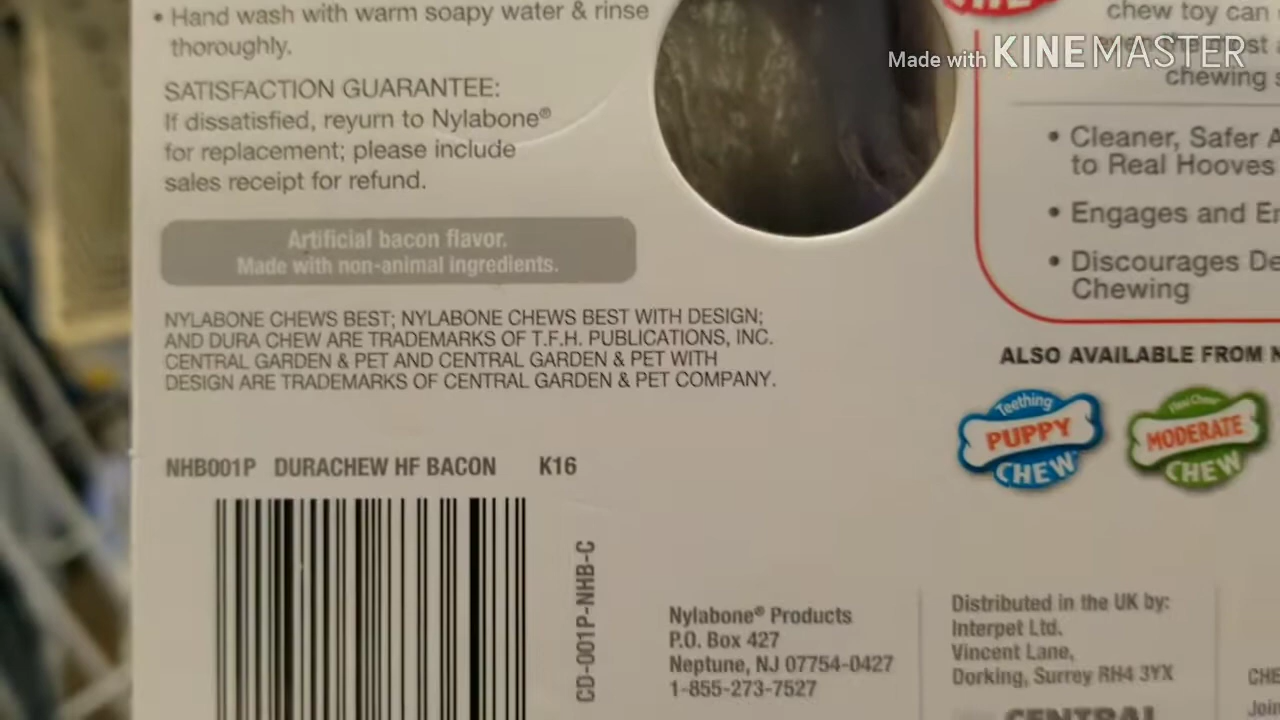 • Hand wash with warm soapy water & rinse
thoroughly.
SATISFACTION GUARANTEE:
If dissatisfied, reyurn to Nylabone®
for replacement; please include
sales receipt for refund.
Artificial bacon flavor.
Made with non-animal ingredients.
NYLABONE CHEWS BEST; NYLABONE CHEWS BEST WITH DESIGN;
AND DURA CHEW ARE TRADEMARKS OF T.F.H. PUBLICATIONS, INC.
CENTRAL GARDEN & PET AND CENTRAL GARDEN & PET WITH
DESIGN ARE TRADEMARKS OF CENTRAL GARDEN & PET COMPANY.
NHB001P DURACHEW HF BACON K16
CD-001P-NHB-C
Made with KINEMASTER
chew toy can
chewing
• Cleaner, Safer
to Real Hooves
• Engages and
• Discourages
Chewing
ALSO AVAILABLE FROM
Teething
PUPPY
CHEW
MODERATE
CHEW
Nylabone® Products
P.O. Box 427
Neptune, NJ 07754-0427
1-855-273-7527
Distributed in the UK by:
Interpet Ltd.
Vincent Lane,
Dorking, Surrey RH4 3YX
CENTRAL